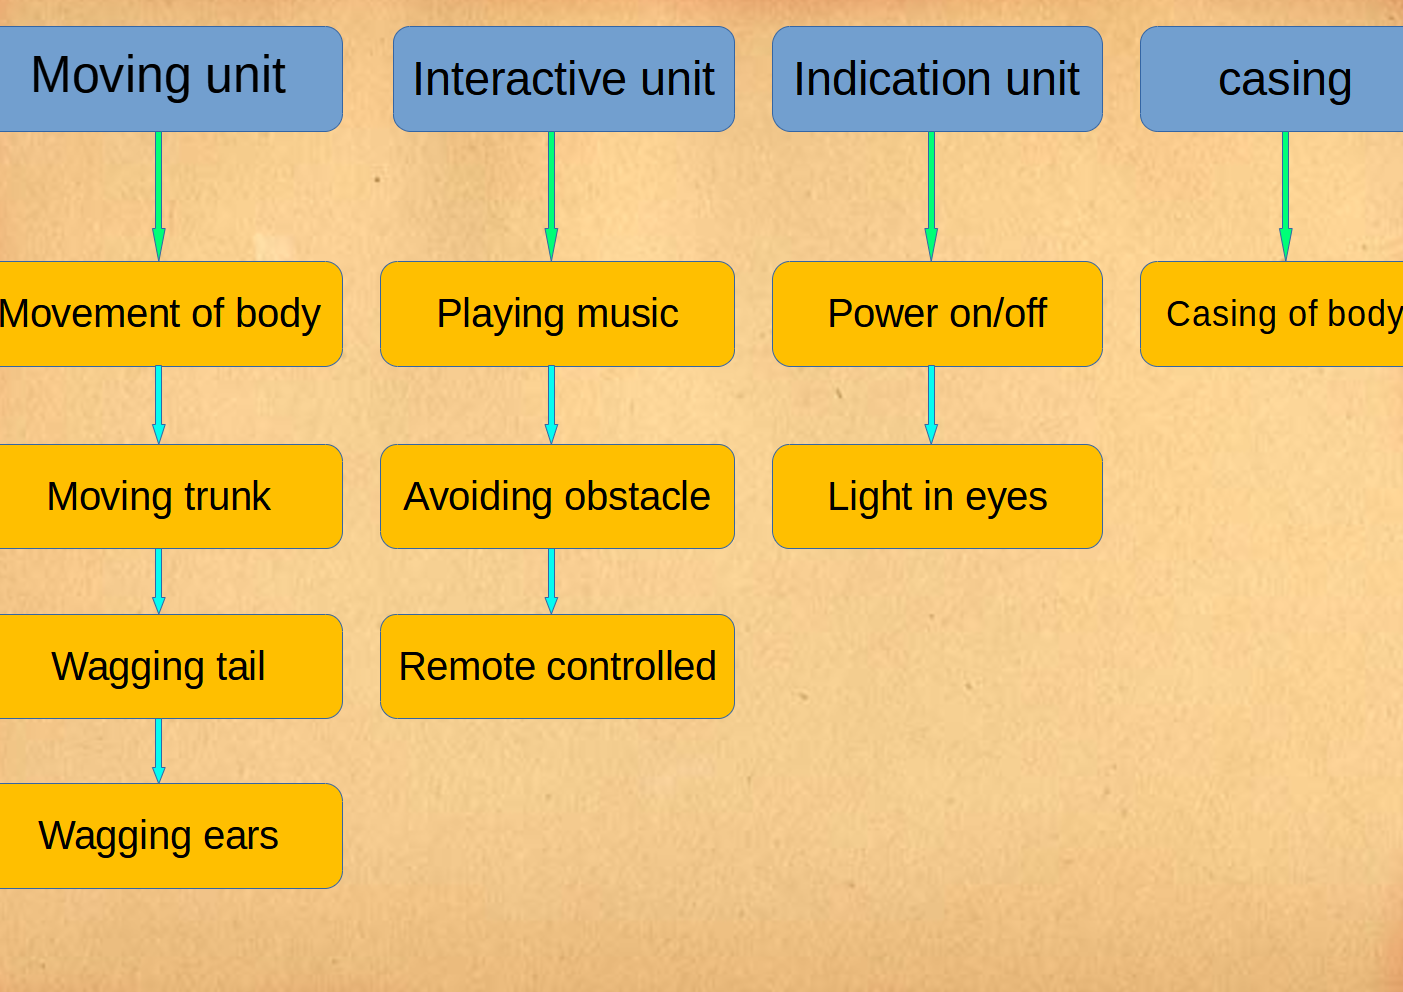 Moving unit
Interactive unit
Indication unit
casing
Movement of body
Playing music
Power on/off
Casing of body
Moving trunk
Avoiding obstacle
Light in eyes
Wagging tail
Remote controlled
Wagging ears